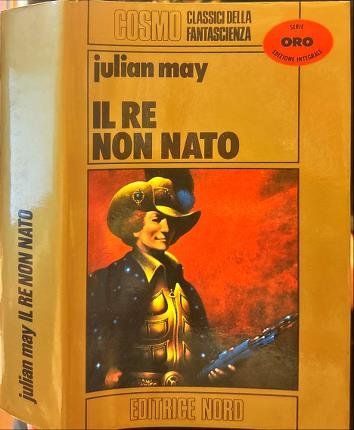 COSMO
CLASSICI DELLA
FANTASCIENZA
SERIE
ORO
EDIZIONE INTEGRALE
julian may
IL RE
NON NATO
EDITRICE NORD
julian may IL RE NON NATO